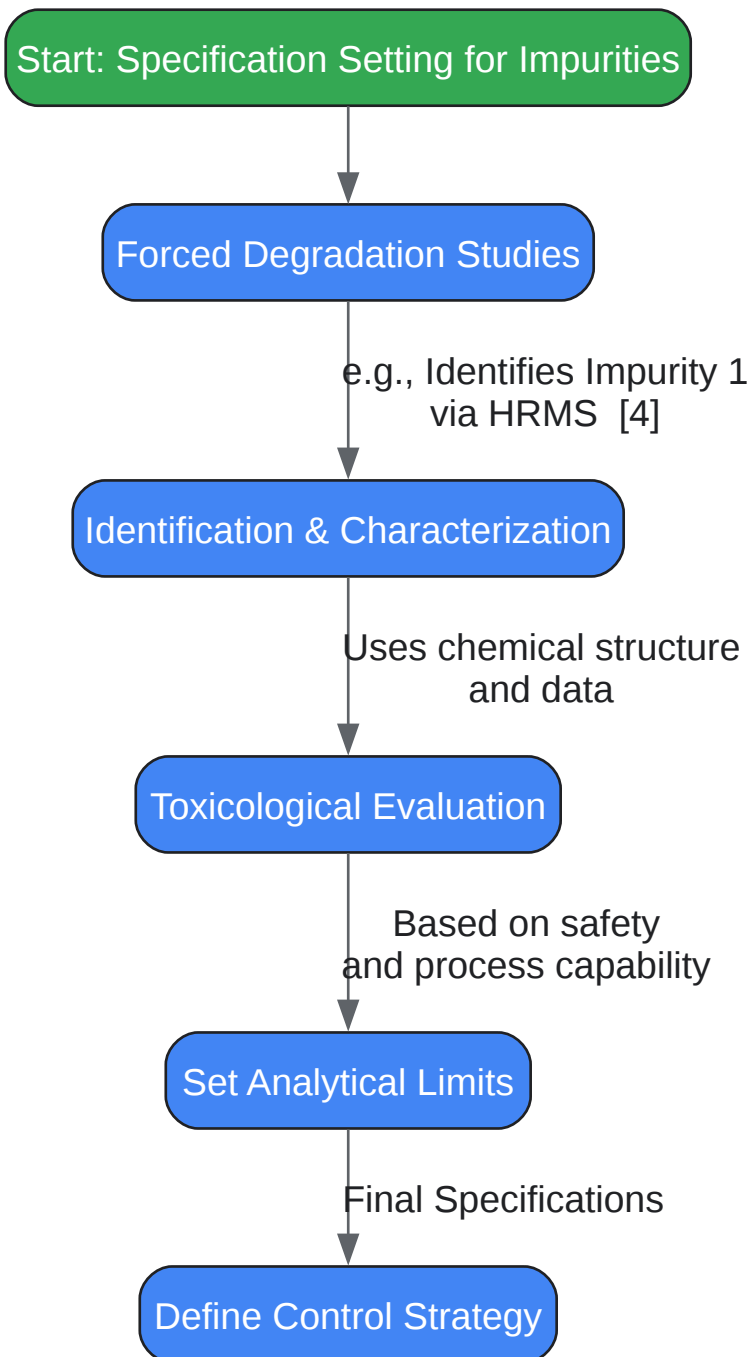 Start: Specification Setting for Impurities
Forced Degradation Studies
e.g., Identifies Impurity 1
via HRMS  [4]
Identification & Characterization
Uses chemical structure
and data
Toxicological Evaluation
Based on safety
and process capability
Set Analytical Limits
Final Specifications
Define Control Strategy